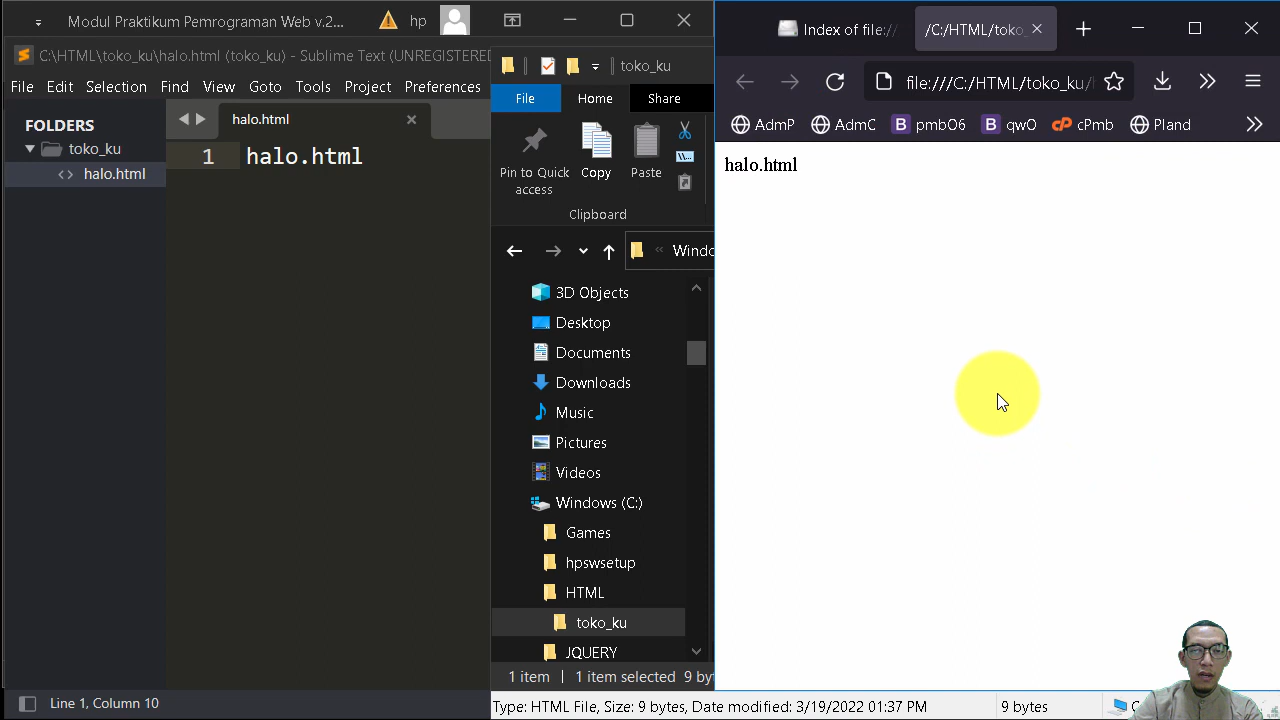 Modul Praktikum Pemrograman Web v.2...
hp
C:\HTML\toko_ku\halo.html (toko_ku) - Sublime Text (UNREGISTERED
File Edit Selection Find View Goto Tools Project Preferences
FOLDERS
toko_ku
halo.html
halo.html
1 halo.html
Line 1, Column 10
toko_ku
File Home Share
Pin to Quick
access
Copy
Paste
Clipboard
3D Objects
Desktop
Documents
Downloads
Music
Pictures
Videos
Windows (C:)
Games
hpswsetup
HTML
toko_ku
JQUERY
1 item 1 item selected 9 by
Index of file://
/C:/HTML/toko_
file:///C:/HTML/toko_ku/
AdmP AdmC pmbO6 gwO cPmb Pland
halo.html
Type: HTML File, Size: 9 bytes, Date modified: 3/19/2022 01:37 PM
9 bytes